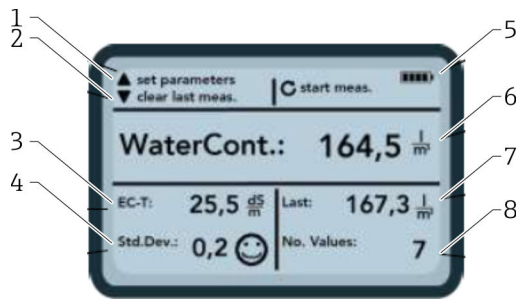 1
2
3
4
5
6
7
8
▲ set parameters
▼ clear last meas.
start meas.
WaterCont.: 164,5 l/m³
EC-T: 25,5 dS/m
Last: 167,3 l/m³
Std.Dev.: 0,2
No. Values: 7